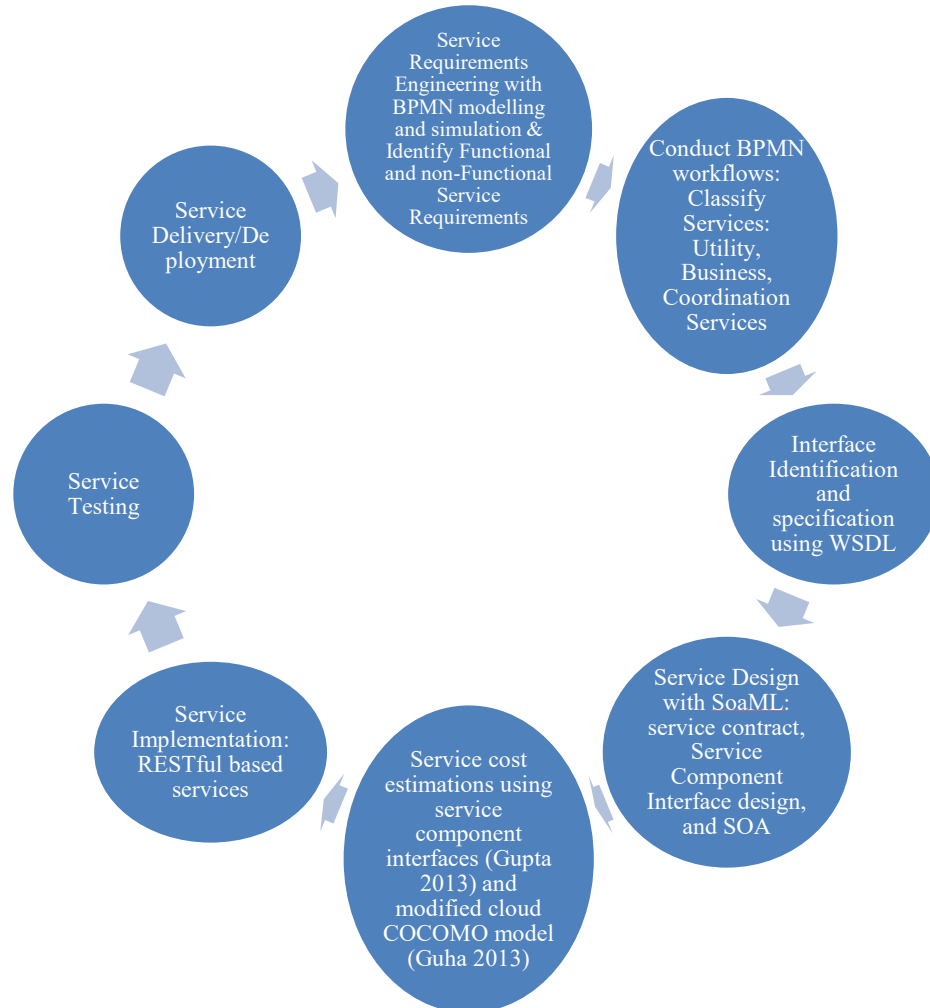 Service
Requirements
Engineering with
BPMN modelling
and simulation &
Identify Functional
and non-Functional
Service
Requirements
Conduct BPMN
workflows:
Classify
Services:
Utility,
Business,
Coordination
Services
Interface
Identification
and
specification
using WSDL
Service Design
with SoaML:
service contract,
Service
Component
Interface design,
and SOA
Service cost
estimations using
service
component
interfaces (Gupta
2013) and
modified cloud
COCOMO model
(Guha 2013)
Service
Implementation:
RESTful based
services
Service
Testing
Service
Delivery/De
ployment